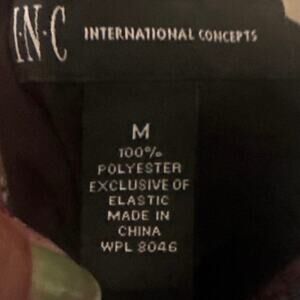 I·N·C INTERNATIONAL CONCEPTS
M
100%
POLYESTER
EXCLUSIVE OF
ELASTIC
MADE IN
CHINA
WPL 8046